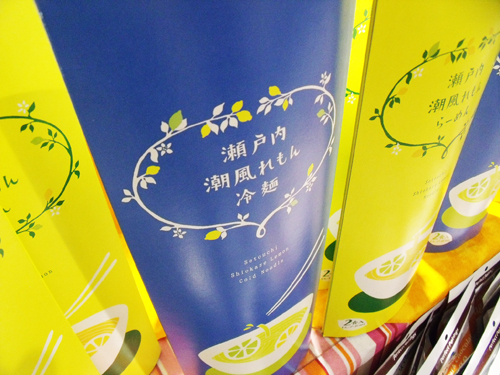 瀬戸内
潮風れもん
冷麺
Setouchi
Shiokaze Lemon
Cold Noodle
瀬戸内
潮風れもん
らーめん